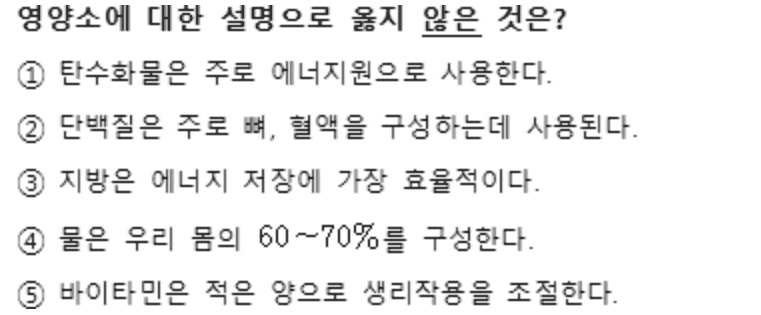 영양소에 대한 설명으로 옳지 않은 것은?
① 탄수화물은 주로 에너지원으로 사용한다.
② 단백질은 주로 뼈, 혈액을 구성하는데 사용된다.
③ 지방은 에너지 저장에 가장 효율적이다.
④ 물은 우리 몸의 60~70%를 구성한다.
⑤ 바이타민은 적은 양으로 생리작용을 조절한다.